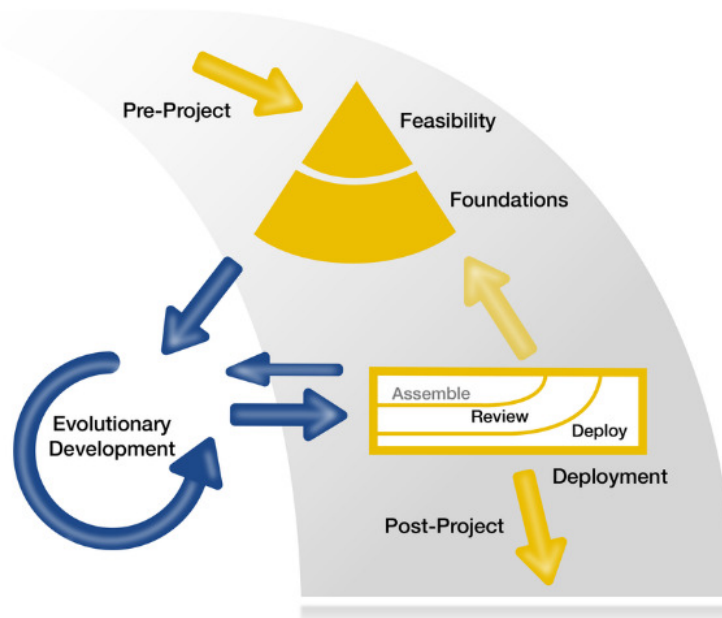 Pre-Project
Feasibility
Foundations
Evolutionary
Development
Assemble
Review
Deploy
Deployment
Post-Project